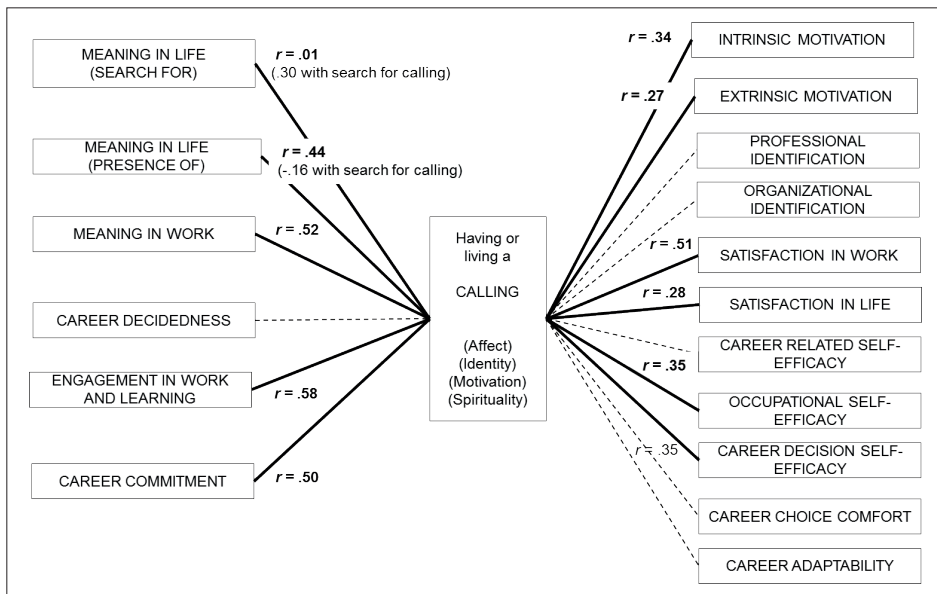 MEANING IN LIFE
(SEARCH FOR)
r = .01
(.30 with search for calling)
MEANING IN LIFE
(PRESENCE OF)
r = .44
(-.16 with search for calling)
MEANING IN WORK
r = .52
CAREER DECIDEDNESS
ENGAGEMENT IN WORK
AND LEARNING
r = .58
CAREER COMMITMENT
r = .50
Having or
living a
CALLING
(Affect)
(Identity)
(Motivation)
(Spirituality)
r = .34
INTRINSIC MOTIVATION
r = .27
EXTRINSIC MOTIVATION
PROFESSIONAL
IDENTIFICATION
ORGANIZATIONAL
IDENTIFICATION
r = .51
SATISFACTION IN WORK
r = .28
SATISFACTION IN LIFE
CAREER RELATED SELF-
EFFICACY
r = .35
OCCUPATIONAL SELF-
EFFICACY
r = .35
CAREER DECISION SELF-
EFFICACY
CAREER CHOICE COMFORT
CAREER ADAPTABILITY